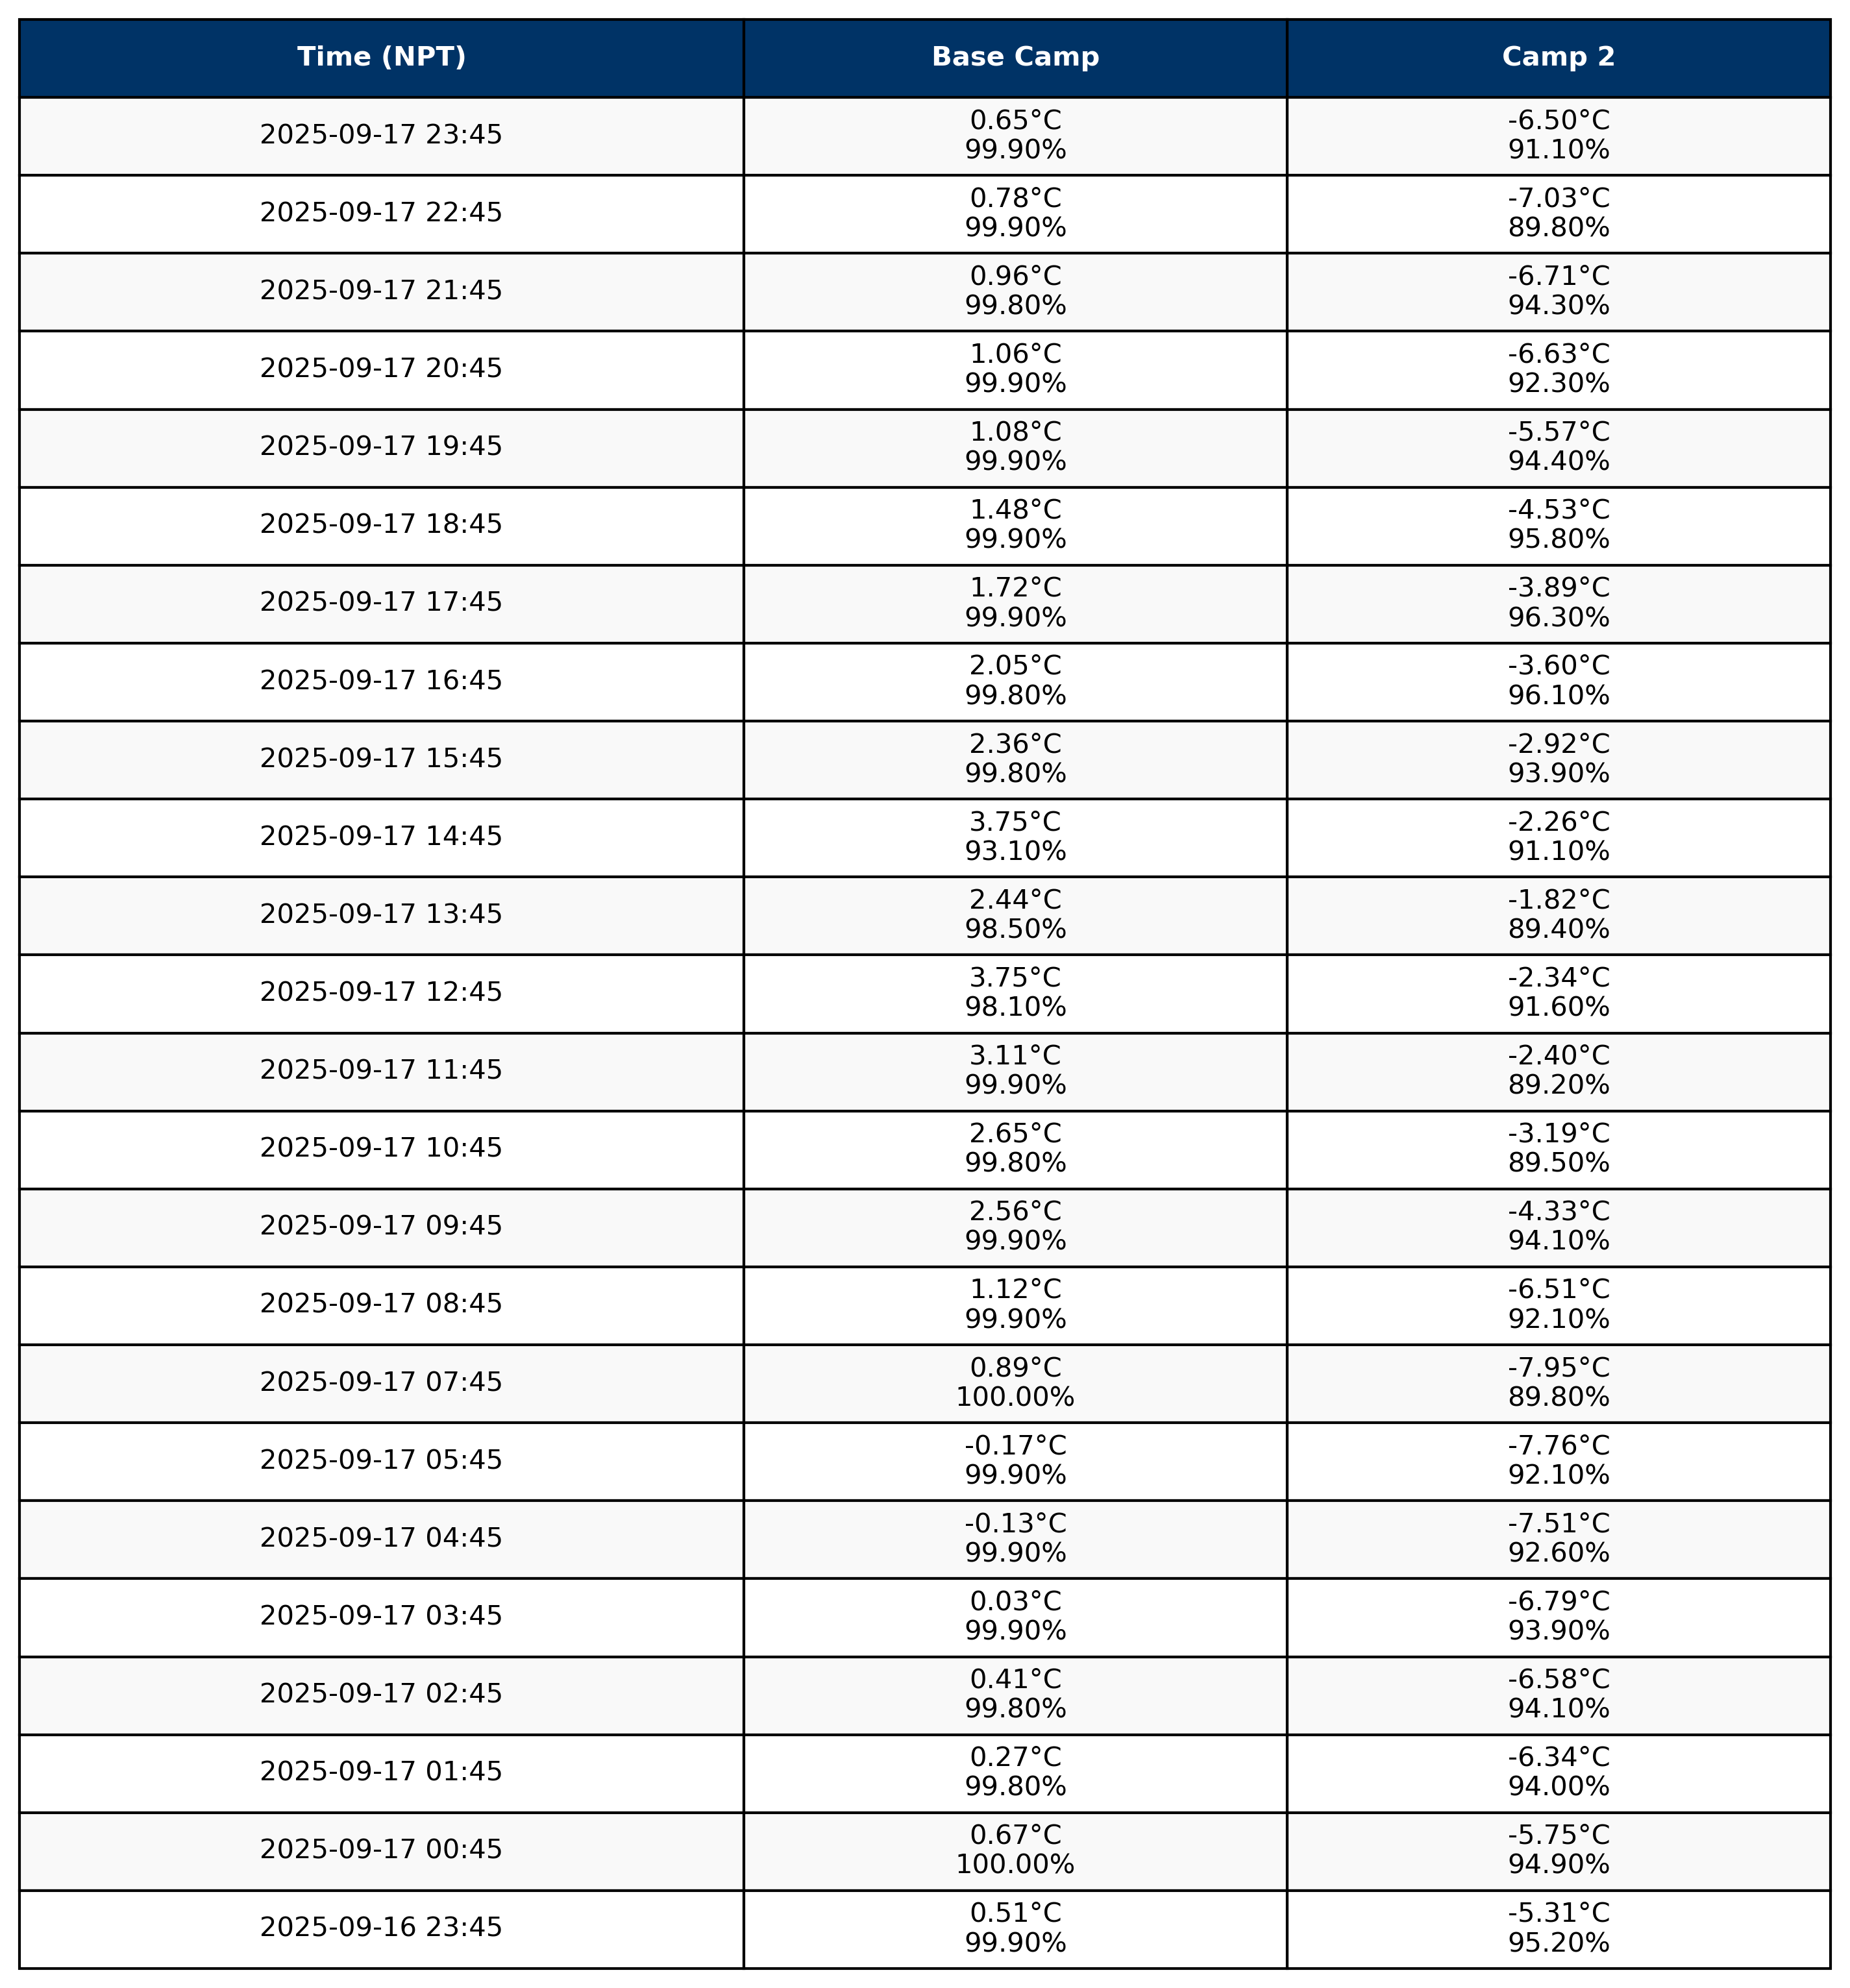 Time (NPT) Base Camp Camp 2
2025-09-17 23:45 0.65°C -6.50°C
99.90% 91.10%
2025-09-17 22:45 0.78°C -7.03°C
99.90% 89.80%
2025-09-17 21:45 0.96°C -6.71°C
99.80% 94.30%
2025-09-17 20:45 1.06°C -6.63°C
99.90% 92.30%
2025-09-17 19:45 1.08°C -5.57°C
99.90% 94.40%
2025-09-17 18:45 1.48°C -4.53°C
99.90% 95.80%
2025-09-17 17:45 1.72°C -3.89°C
99.90% 96.30%
2025-09-17 16:45 2.05°C -3.60°C
99.80% 96.10%
2025-09-17 15:45 2.36°C -2.92°C
99.80% 93.90%
2025-09-17 14:45 3.75°C -2.26°C
93.10% 91.10%
2025-09-17 13:45 2.44°C -1.82°C
98.50% 89.40%
2025-09-17 12:45 3.75°C -2.34°C
98.10% 91.60%
2025-09-17 11:45 3.11°C -2.40°C
99.90% 89.20%
2025-09-17 10:45 2.65°C -3.19°C
99.80% 89.50%
2025-09-17 09:45 2.56°C -4.33°C
99.90% 94.10%
2025-09-17 08:45 1.12°C -6.51°C
99.90% 92.10%
2025-09-17 07:45 0.89°C -7.95°C
100.00% 89.80%
2025-09-17 05:45 -0.17°C -7.76°C
99.90% 92.10%
2025-09-17 04:45 -0.13°C -7.51°C
99.90% 92.60%
2025-09-17 03:45 0.03°C -6.79°C
99.90% 93.90%
2025-09-17 02:45 0.41°C -6.58°C
99.80% 94.10%
2025-09-17 01:45 0.27°C -6.34°C
99.80% 94.00%
2025-09-17 00:45 0.67°C -5.75°C
100.00% 94.90%
2025-09-16 23:45 0.51°C -5.31°C
99.90% 95.20%